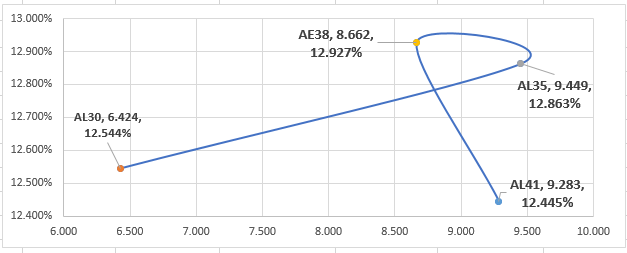 13.000%
12.900%
12.800%
12.700%
12.600%
12.500%
12.400%
AE38, 8.662,
12.927%
AL35, 9.449,
12.863%
AL30, 6.424,
12.544%
AL41, 9.283,
12.445%
6.000 6.500 7.000 7.500 8.000 8.500 9.000 9.500 10.000